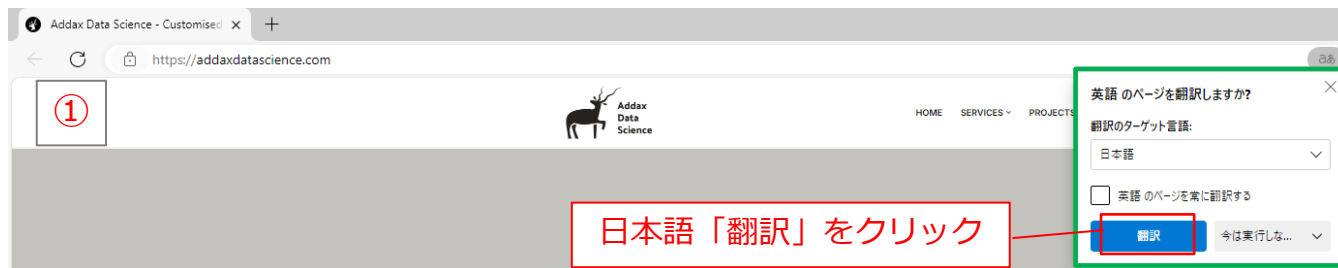 Addax Data Science - Customised
https://addaxdatascience.com
aあ
①
Addax
Data
Science
HOME SERVICES PROJECTS
英語 のページを翻訳しますか?
翻訳のターゲット言語:
日本語
英語 のページを常に翻訳する
翻訳 今は実行しな...
日本語「翻訳」をクリック